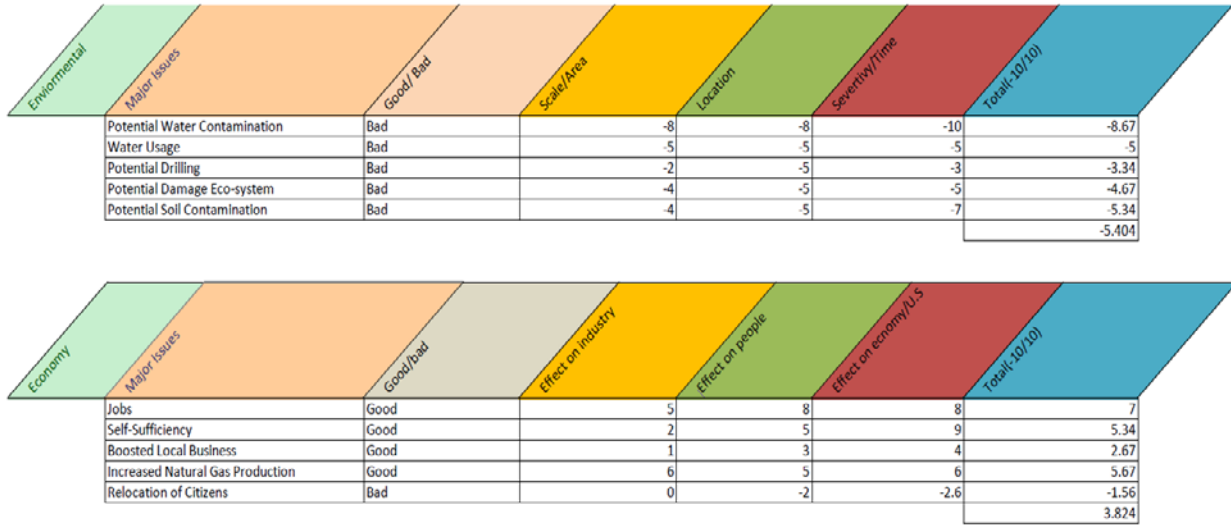 Enviormental Major Issues Good/ Bad Scale/Area Location Severtivy/Time Total(-10/10)
Potential Water Contamination Bad -8 -8 -10 -8.67
Water Usage Bad -5 -5 -5 -5
Potential Drilling Bad -2 -5 -3 -3.34
Potential Damage Eco-system Bad -4 -5 -5 -4.67
Potential Soil Contamination Bad -4 -5 -7 -5.34
-5.404
Economy Major Issues Good/bad Effect on industry Effect on people Effect on ecnomy/U.S Total(-10/10)
Jobs Good 5 8 8 7
Self-Sufficiency Good 2 5 9 5.34
Boosted Local Business Good 1 3 4 2.67
Increased Natural Gas Production Good 6 5 6 5.67
Relocation of Citizens Bad 0 -2 -2.6 -1.56
3.824